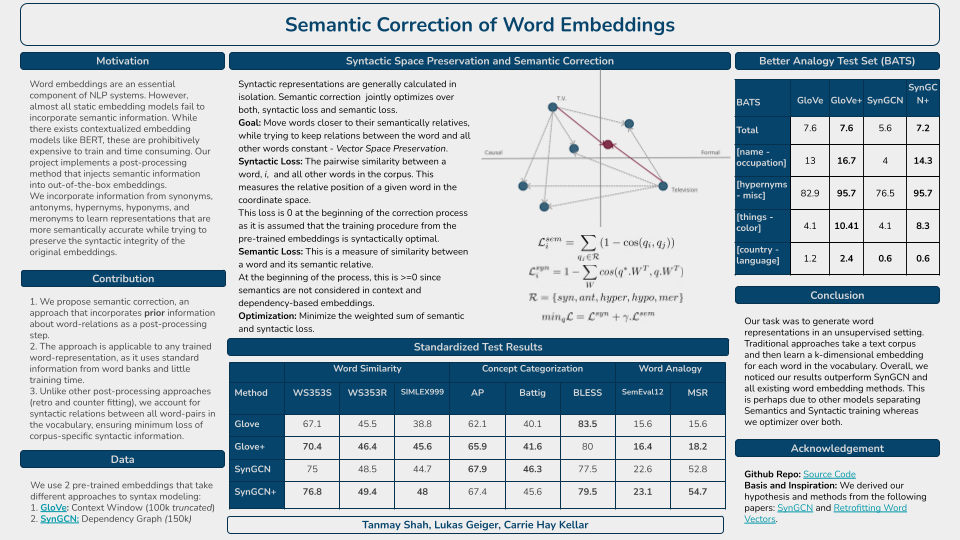 Semantic Correction of Word Embeddings
Motivation
Word embeddings are an essential
component of NLP systems. However,
almost all static embedding models fail to
incorporate semantic information. While
there exists contextualized embedding
models like BERT, these are prohibitively
expensive to train and time consuming. Our
project implements a post-processing
method that injects semantic information
into out-of-the-box embeddings.
We incorporate information from synonyms,
antonyms, hypernyms, hyponyms, and
meronyms to learn representations that are
more semantically accurate while trying to
preserve the syntactic integrity of the
original embeddings.
Contribution
1. We propose semantic correction, an
approach that incorporates prior information
about word-relations as a post-processing
step.
2. The approach is applicable to any trained
word-representation, as it uses standard
information from word banks and little
training time.
3. Unlike other post-processing approaches
(retro and counter fitting), we account for
syntactic relations between all word-pairs in
the vocabulary, ensuring minimum loss of
corpus-specific syntactic information.
Data
We use 2 pre-trained embeddings that take
different approaches to syntax modeling:
1. GloVe: Context Window (100k truncated)
2. SynGCN: Dependency Graph (150k)
Syntactic Space Preservation and Semantic Correction
Syntactic representations are generally calculated in
isolation. Semantic correction jointly optimizes over
both, syntactic loss and semantic loss.
Goal: Move words closer to their semantically relatives,
while trying to keep relations between the word and all
other words constant - Vector Space Preservation.
Syntactic Loss: The pairwise similarity between a
word, i, and all other words in the corpus. This
measures the relative position of a given word in the
coordinate space.
This loss is 0 at the beginning of the correction process
as it is assumed that the training procedure from the
pre-trained embeddings is syntactically optimal.
Semantic Loss: This is a measure of similarity between
a word and its semantic relative.
At the beginning of the process, this is >=0 since
semantics are not considered in context and
dependency-based embeddings.
Optimization: Minimize the weighted sum of semantic
and syntactic loss.
T.V.
Causal
Formal
Television
L_i^{sem} = ∑_{q_j∈R} (1 − cos(q_i, q_j))
L_i^{syn} = 1 − ∑_W cos(q*.W^T, q.W^T)
R = {syn, ant, hyper, hypo, mer}
min_q L = L^{syn} + γ.L^{sem}
Standardized Test Results
Word Similarity Concept Categorization Word Analogy
Method WS353S WS353R SIMLEX999 AP Battig BLESS SemEval12 MSR
Glove 67.1 45.5 38.8 62.1 40.1 83.5 15.6 15.6
Glove+ 70.4 46.4 45.6 65.9 41.6 80 16.4 18.2
SynGCN 75 48.5 44.7 67.9 46.3 77.5 22.6 52.8
SynGCN+ 76.8 49.4 48 67.4 45.6 79.5 23.1 54.7
Tanmay Shah, Lukas Geiger, Carrie Hay Kellar
Better Analogy Test Set (BATS)
BATS GloVe GloVe+ SynGCN SynGC
N+
Total 7.6 7.6 5.6 7.2
[name -
occupation] 13 16.7 4 14.3
[hypernyms
- misc] 82.9 95.7 76.5 95.7
[things -
color] 4.1 10.41 4.1 8.3
[country -
language] 1.2 2.4 0.6 0.6
Conclusion
Our task was to generate word
representations in an unsupervised setting.
Traditional approaches take a text corpus
and then learn a k-dimensional embedding
for each word in the vocabulary. Overall, we
noticed our results outperform SynGCN and
all existing word embedding methods. This
is perhaps due to other models separating
Semantics and Syntactic training whereas
we optimizer over both.
Acknowledgement
Github Repo: Source Code
Basis and Inspiration: We derived our
hypothesis and methods from the following
papers: SynGCN and Retrofitting Word
Vectors.